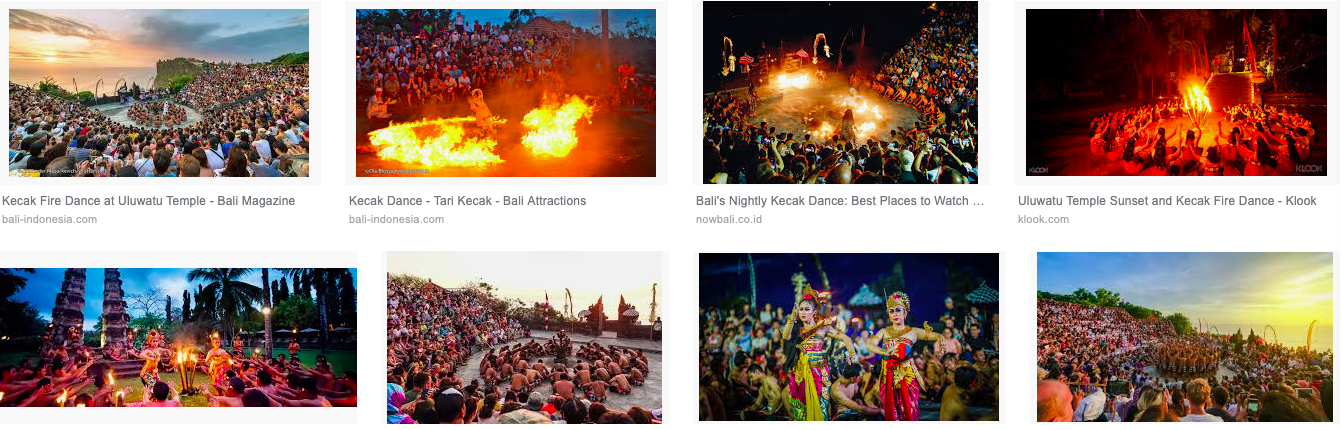 Kecak Fire Dance at Uluwatu Temple - Bali Magazine
bali-indonesia.com
Kecak Dance - Tari Kecak - Bali Attractions
bali-indonesia.com
Bali's Nightly Kecak Dance: Best Places to Watch …
nowbali.co.id
KLOOK
Uluwatu Temple Sunset and Kecak Fire Dance - Klook
klook.com